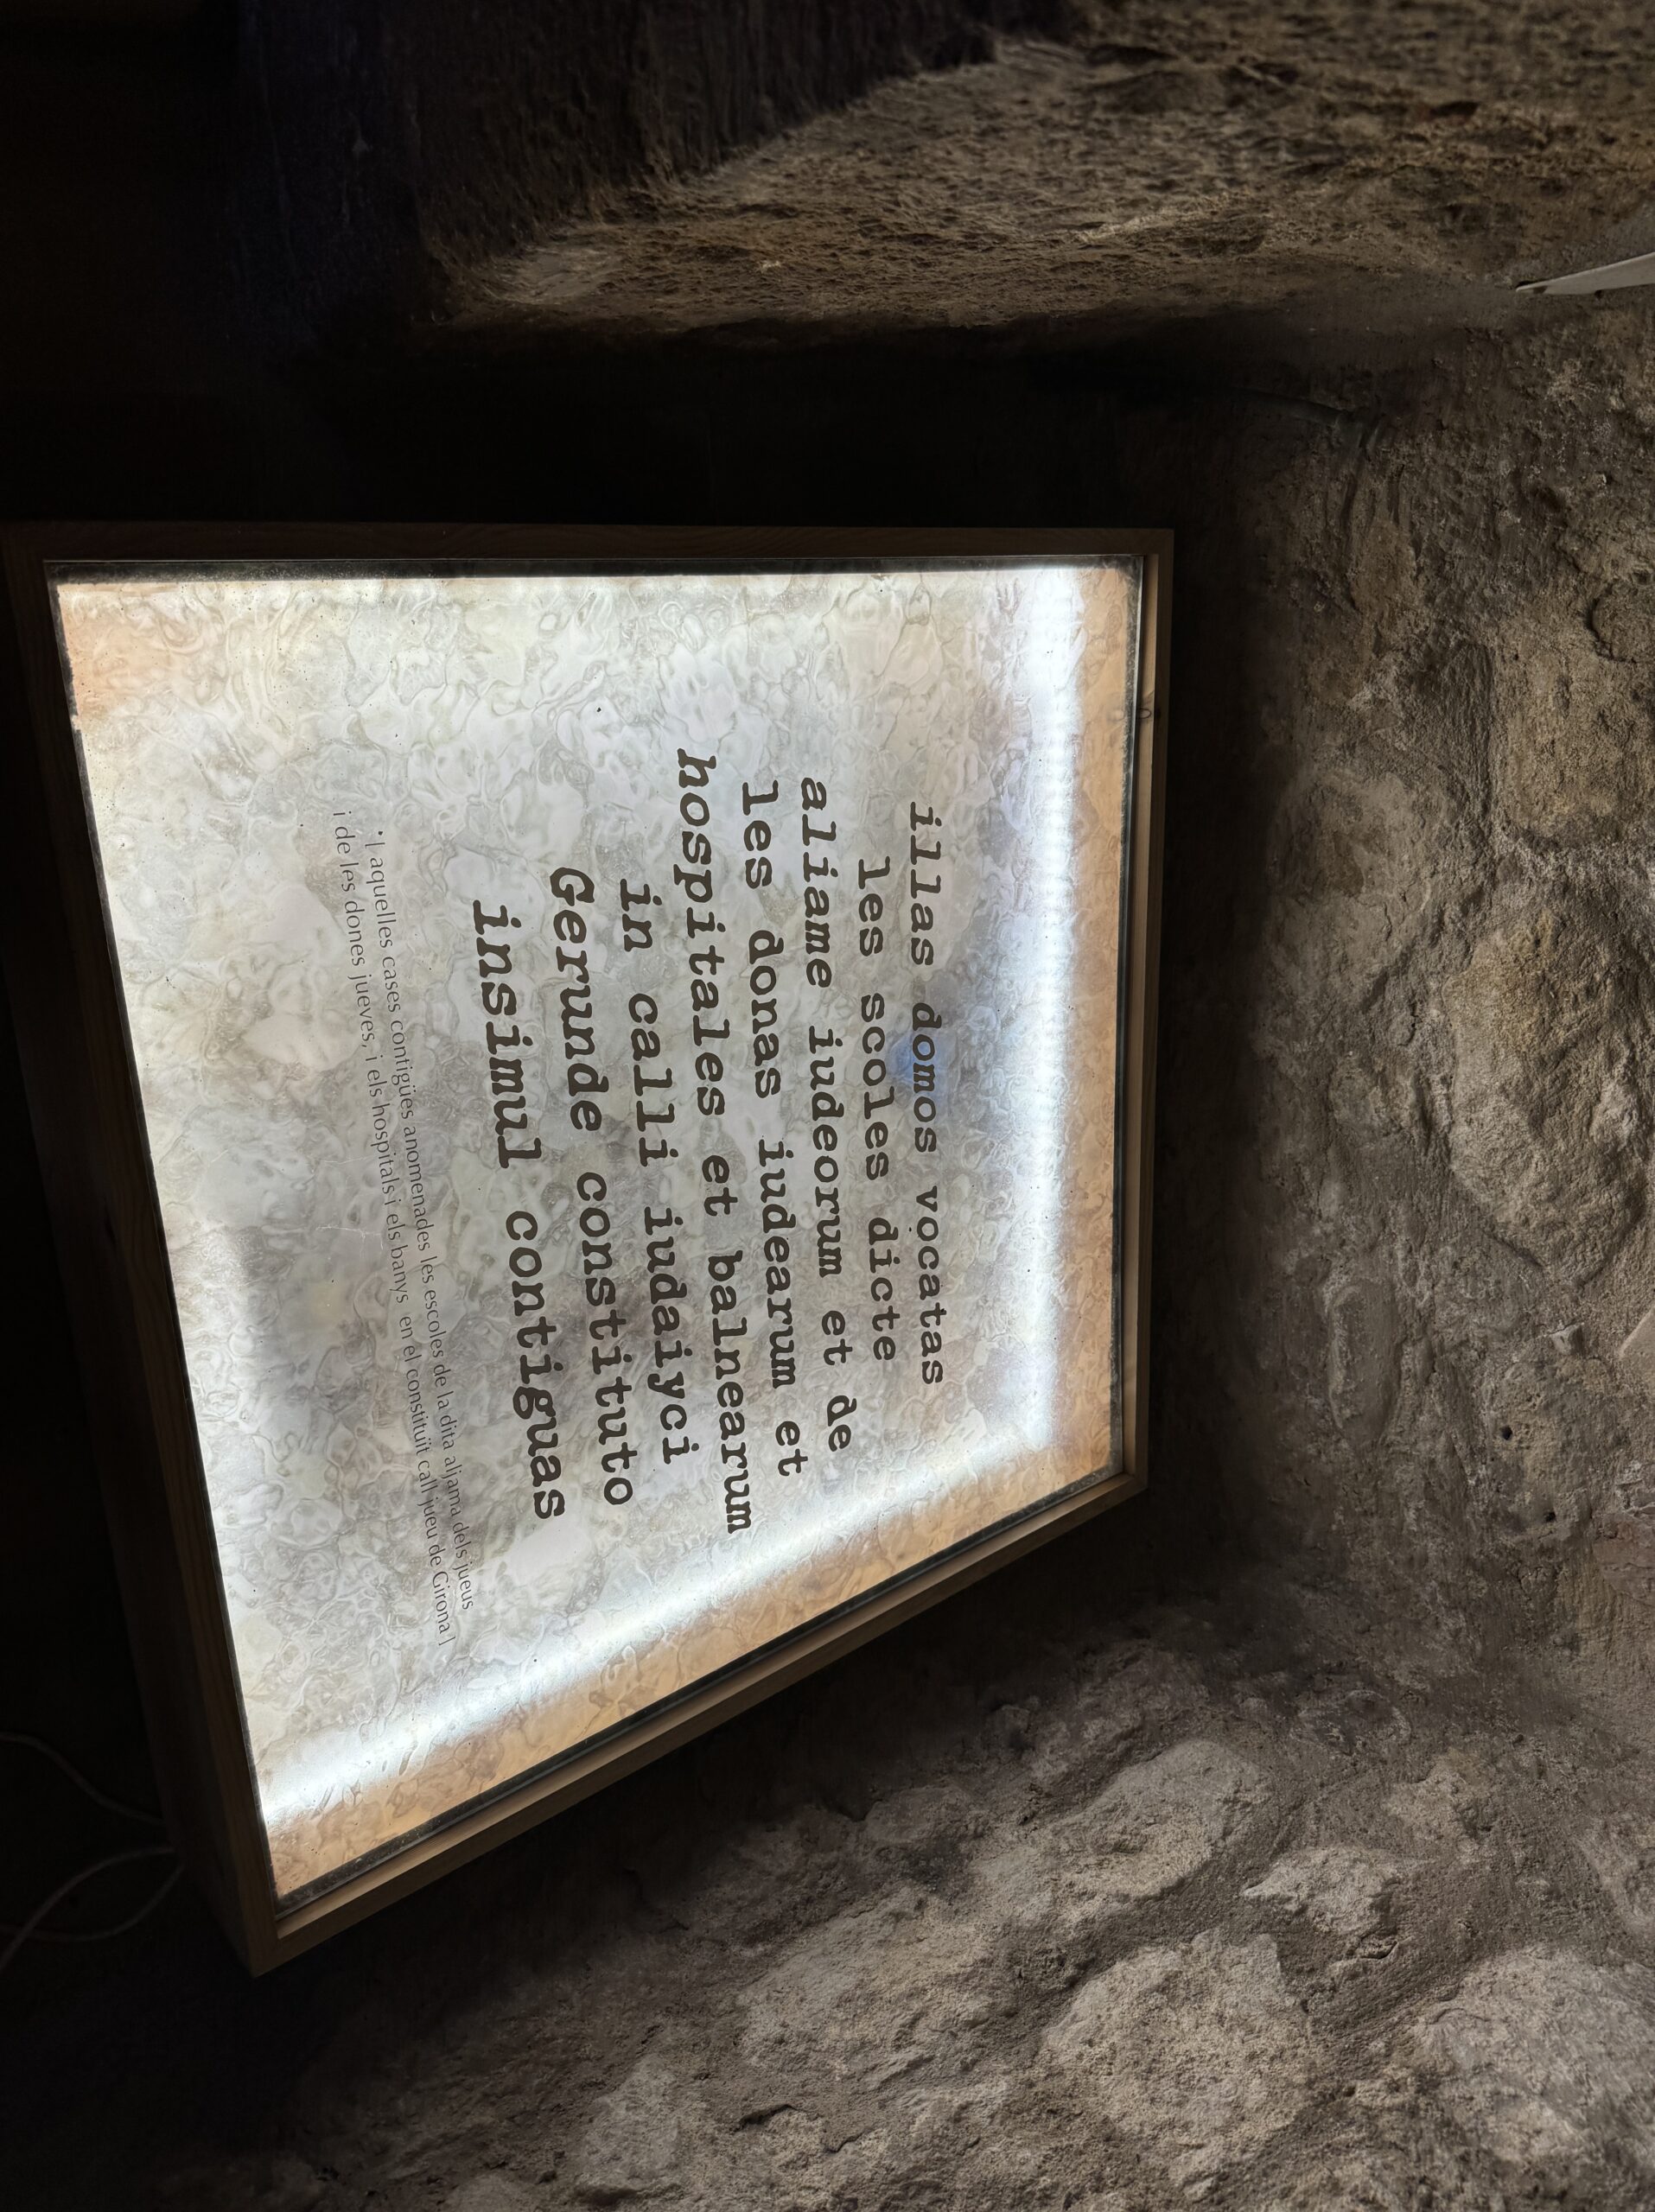 illas domos vocatas
les scoles dicte
aliame iudeorum et de
les donas iudearum et
hospitales et balnearum
in calli iudaiyci
Gerunde constituto
insimul contiguas
* [ aquelles cases contigües anomenades les escoles de la dita aljama dels jueus
i de les dones jueves, i els hospitals i els banys en el constituït call jueu de Girona ]